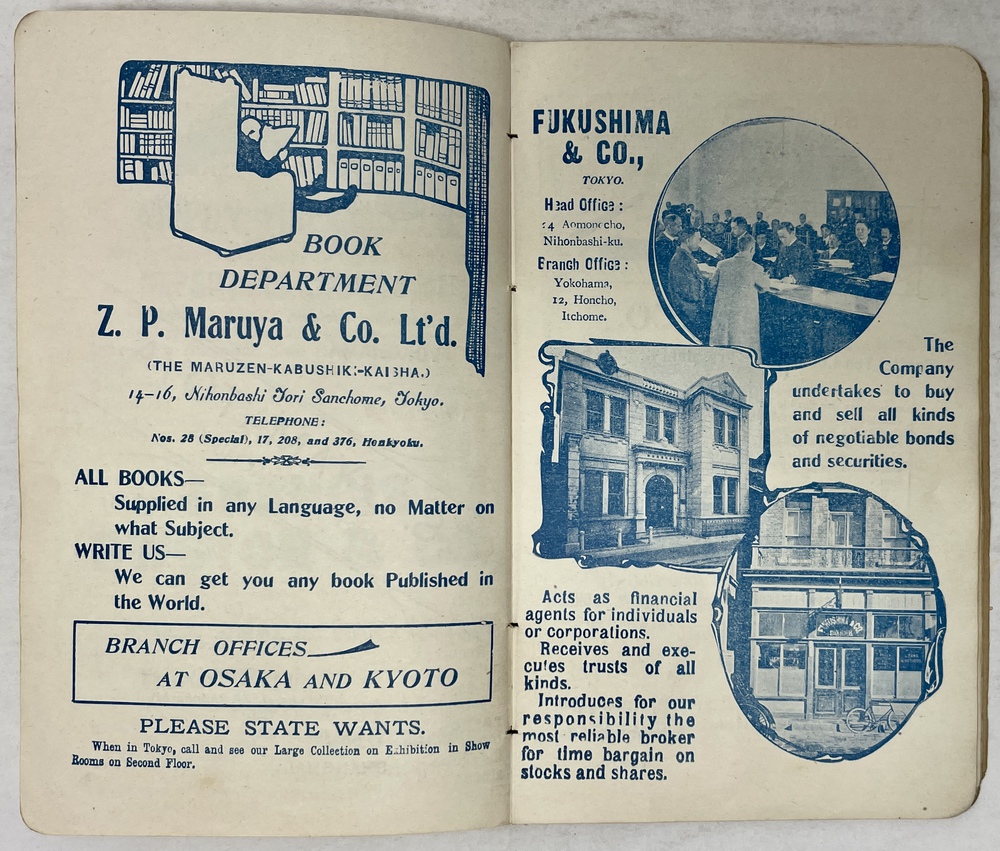 BOOK
DEPARTMENT
Z. P. Maruya & Co. Lt'd.
(THE MARUZEN-KABUSHIKI-KAISHA.)
14-16, Nihonbashi Tori Sanchome, Tokyo.
TELEPHONE:
Nos. 28 (Special), 17, 208, and 376, Honkyoku.
ALL BOOKS—
Supplied in any Language, no Matter on
what Subject.
WRITE US—
We can get you any book Published in
the World.
BRANCH OFFICES
AT OSAKA AND KYOTO
PLEASE STATE WANTS.
When in Tokyo, call and see our Large Collection on Exhibition in Show
Rooms on Second Floor.
FUKUSHIMA
& CO.,
TOKYO.
Head Office :
Nihonbashi-ku.
Branch Office :
Yokohama,
12, Honcho,
Itchome.
The
Company
undertakes to buy
and sell all kinds
of negotiable bonds
and securities.
FUKUSHIMA & CO.
Acts as financial
agents for individuals
or corporations.
Receives and exe-
cutes trusts of all
kinds.
Introduces for our
responsibility the
most reliable broker
for time bargain on
stocks and shares.